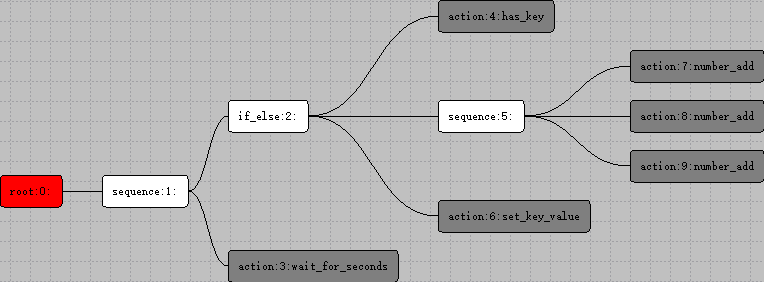 action:4:has_key
action:7:number_add
if_else:2:
sequence:5:
action:8:number_add
action:9:number_add
root:0:
sequence:1:
action:6:set_key_value
action:3:wait_for_seconds